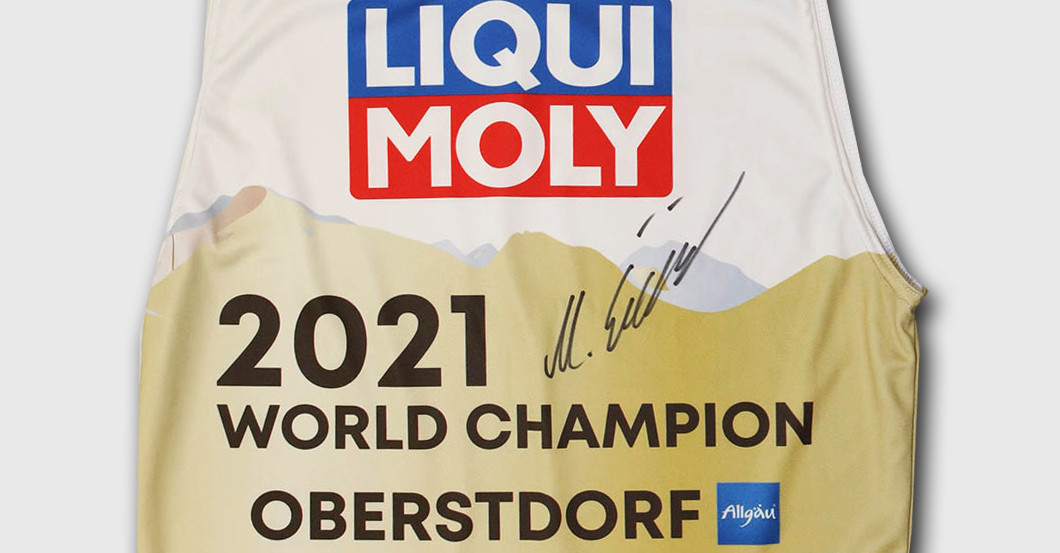 LIQUI
MOLY
2021
WORLD CHAMPION
OBERSTDORF Allgäu